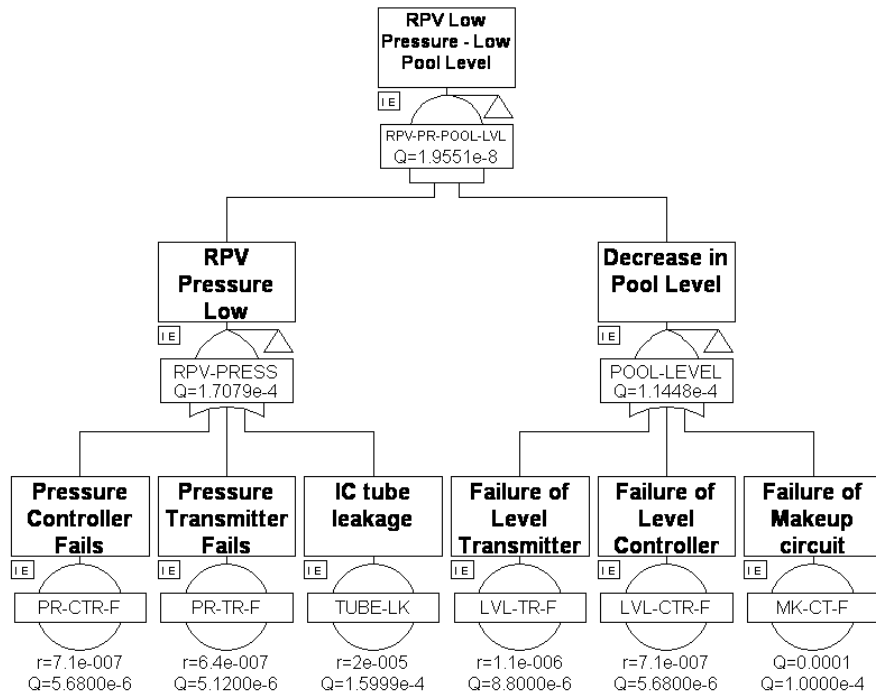 RPV Low
Pressure - Low
Pool Level
IE
RPV-PR-POOL-LVL
Q=1.9551e-8
RPV
Pressure
Low
IE
RPV-PRESS
Q=1.7079e-4
Decrease in
Pool Level
IE
POOL-LEVEL
Q=1.1448e-4
Pressure
Controller
Fails
IE
PR-CTR-F
r=7.1e-007
Q=5.6800e-6
Pressure
Transmitter
Fails
IE
PR-TR-F
r=6.4e-007
Q=5.1200e-6
IC tube
leakage
IE
TUBE-LK
r=2e-005
Q=1.5999e-4
Failure of
Level
Transmitter
IE
LVL-TR-F
r=1.1e-006
Q=8.8000e-6
Failure of
Level
Controller
IE
LVL-CTR-F
r=7.1e-007
Q=5.6800e-6
Failure of
Makeup
circuit
IE
MK-CT-F
Q=0.0001
Q=1.0000e-4